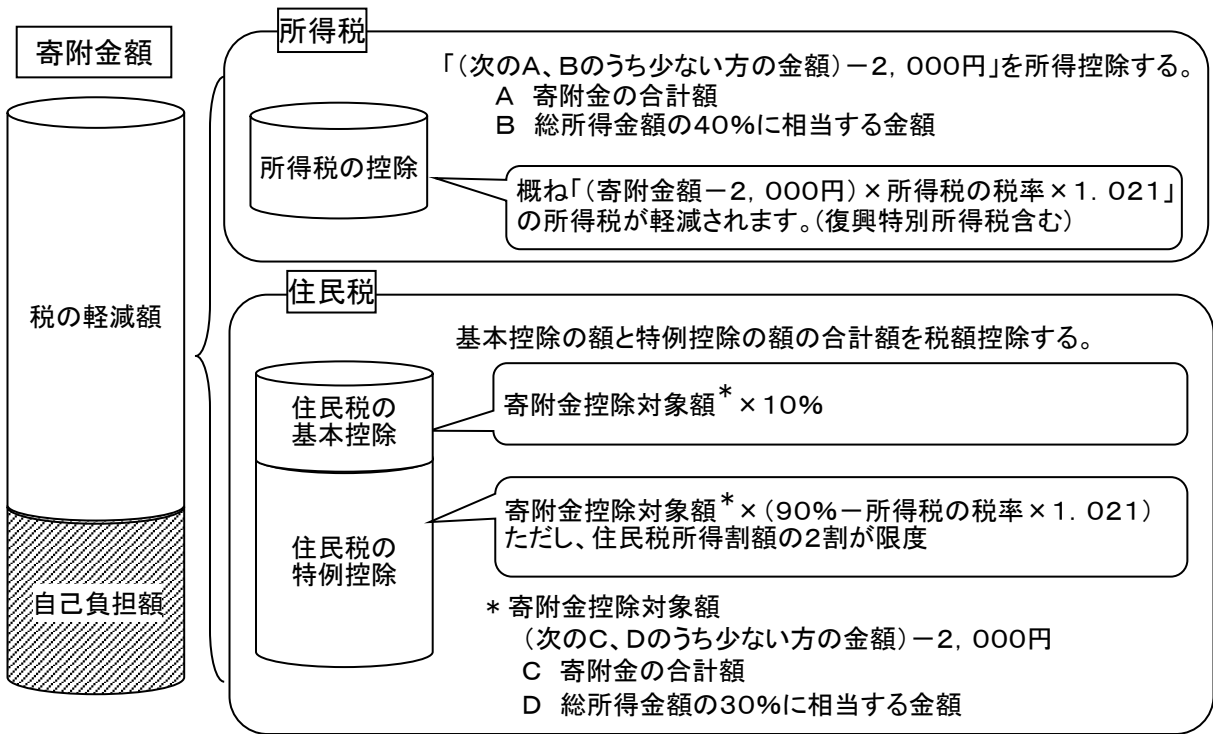 寄附金額
税の軽減額
自己負担額
所得税
「(次のA、Bのうち少ない方の金額)-2,000円」を所得控除する。
A 寄附金の合計額
B 総所得金額の40%に相当する金額
所得税の控除
概ね「(寄附金額-2,000円)×所得税の税率×1.021」
の所得税が軽減されます。(復興特別所得税含む)
住民税
基本控除の額と特例控除の額の合計額を税額控除する。
住民税の
基本控除
寄附金控除対象額*×10%
住民税の
特例控除
寄附金控除対象額*×(90%-所得税の税率×1.021)
ただし、住民税所得割額の2割が限度
* 寄附金控除対象額
(次のC、Dのうち少ない方の金額)-2,000円
C 寄附金の合計額
D 総所得金額の30%に相当する金額